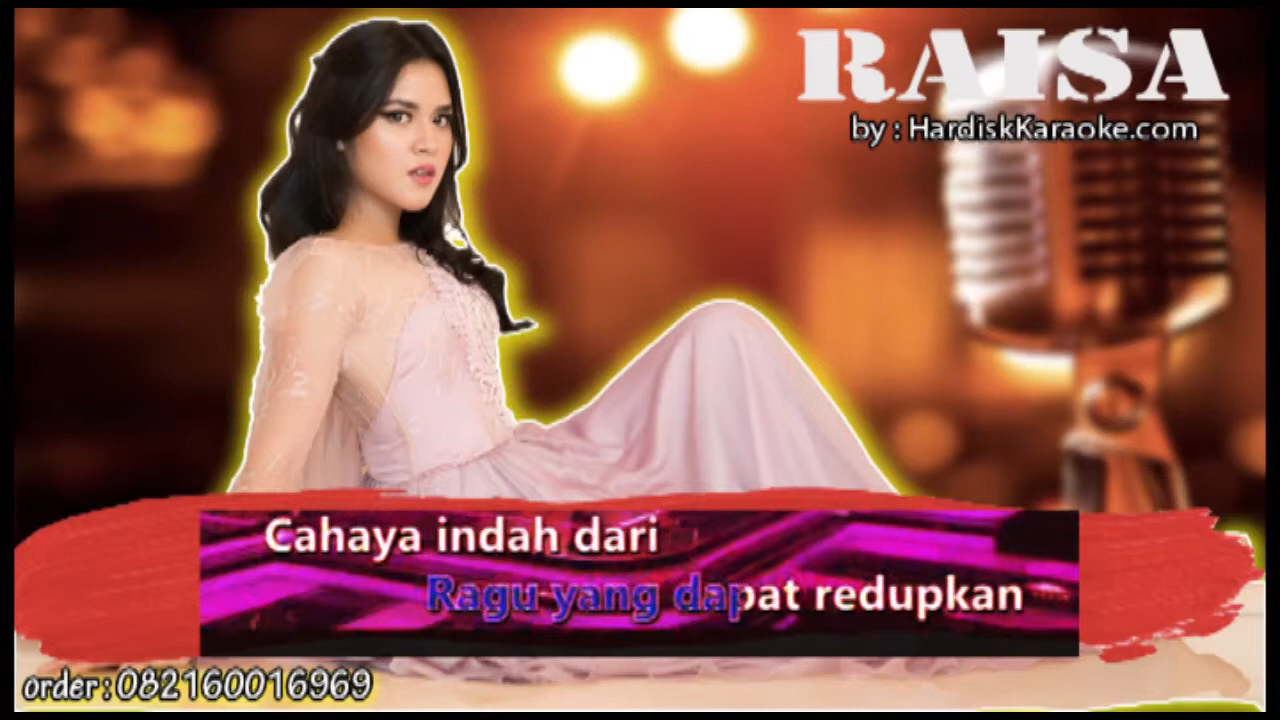 RAISA
by : HardiskKaraoke.com
Cahaya indah dari
Ragu yang dapat redupkan
order : 082160016969